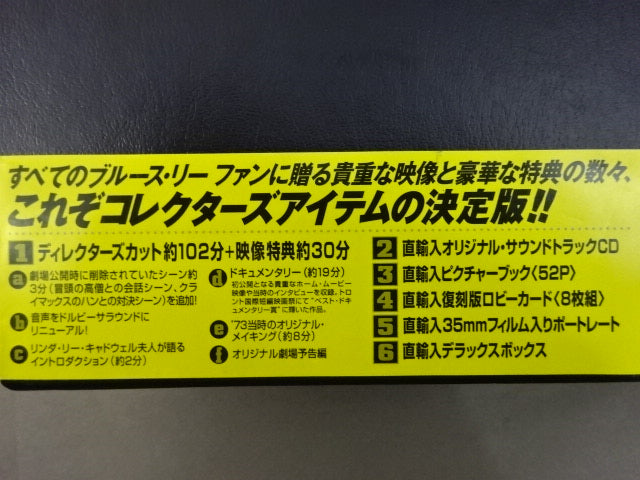 すべてのブルース・リー ファンに贈る貴重な映像と豪華な特典の数々、
これぞコレクターズアイテムの決定版!!
1 ディレクターズカット約102分+映像特典約30分
a 劇場公開時に削除されていたシーン約
3分(冒頭の高僧との会話シーン、クラ
イマックスのハンとの対決シーン)を追加!
b 音声をドルビーサラウンドに
リニューアル!
c リンダ・リー・キャドウェル夫人が語る
イントロダクション(約2分)
d ドキュメンタリー(約19分)
初公開となる貴重なホーム・ムービー
映像や当時のインタビューを収録。トロ
ント国際短編映画祭にて"ベスト・ドキ
ュメンタリー賞"に輝いた作品。
e '73当時のオリジナル・
メイキング(約8分)
f オリジナル劇場予告編
2 直輸入オリジナル・サウンドトラックCD
3 直輸入ピクチャーブック〈52P〉
4 直輸入復刻版ロビーカード〈8枚組〉
5 直輸入35mmフィルム入りポートレート
6 直輸入デラックスボックス